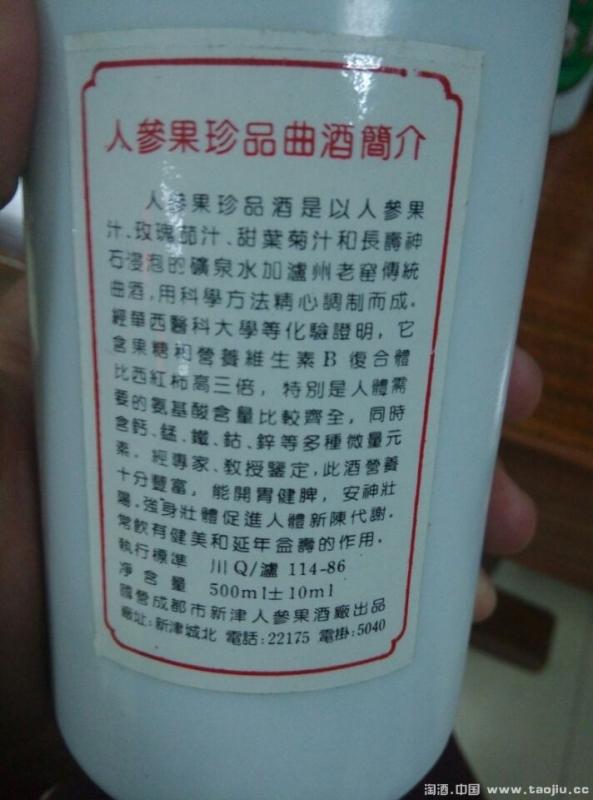 人參果珍品曲酒簡介
人參果珍品酒是以人參果
汁、玫瑰茄汁、甜葉菊汁和長壽神
石浸泡的礦泉水加瀘州老窖傳統
曲酒,用科學方法精心調制而成。
經華西醫科大學等化驗證明,它
含果糖和營養維生素B復合體
比西紅柿高三倍,特別是人體需
要的氨基酸含量比較齊全,同時
含鈣、錳、鐵、鈷、鋅等多種微量元
素。經專家、教授鑒定,此酒營養
十分豐富,能開胃健脾,安神壯
陽。強身壯體促進人體新陳代謝。
常飲有健美和延年益壽的作用。
執行標準 川Q/瀘 114-86
净含量 500ml±10ml
國營成都市新津人參果酒廠出品
廠址:新津城北 電話:22175 電掛:5040
淘酒.中国 www.taojiu.cc